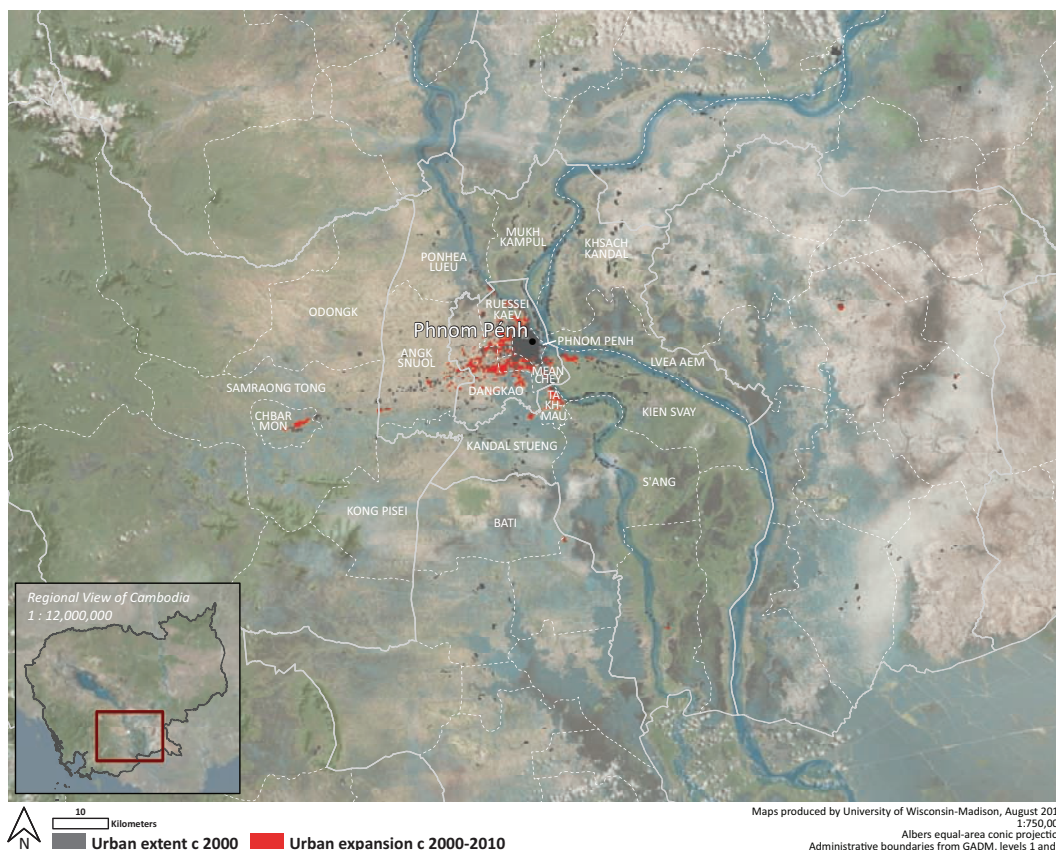 MUKH
KAMPUL
KHSACH
KANDAL
PONHEA
LUEU
RUESSEI
KAEV
ODONGK
Phnom Pénh
PHNOM PENH
ANGK
SNUOL
LVEA AEM
MEAN
CHEY
SAMRAONG TONG
DANGKAO
TA
KH-
MAU
KIEN SVAY
CHBAR
MON
KANDAL STUENG
S'ANG
KONG PISEI
BATI
Regional View of Cambodia
1 : 12,000,000
10
Kilometers
N
Urban extent c 2000
Urban expansion c 2000-2010
Maps produced by University of Wisconsin-Madison, August 201
1:750,00
Albers equal-area conic projectio
Administrative boundaries from GADM, levels 1 and